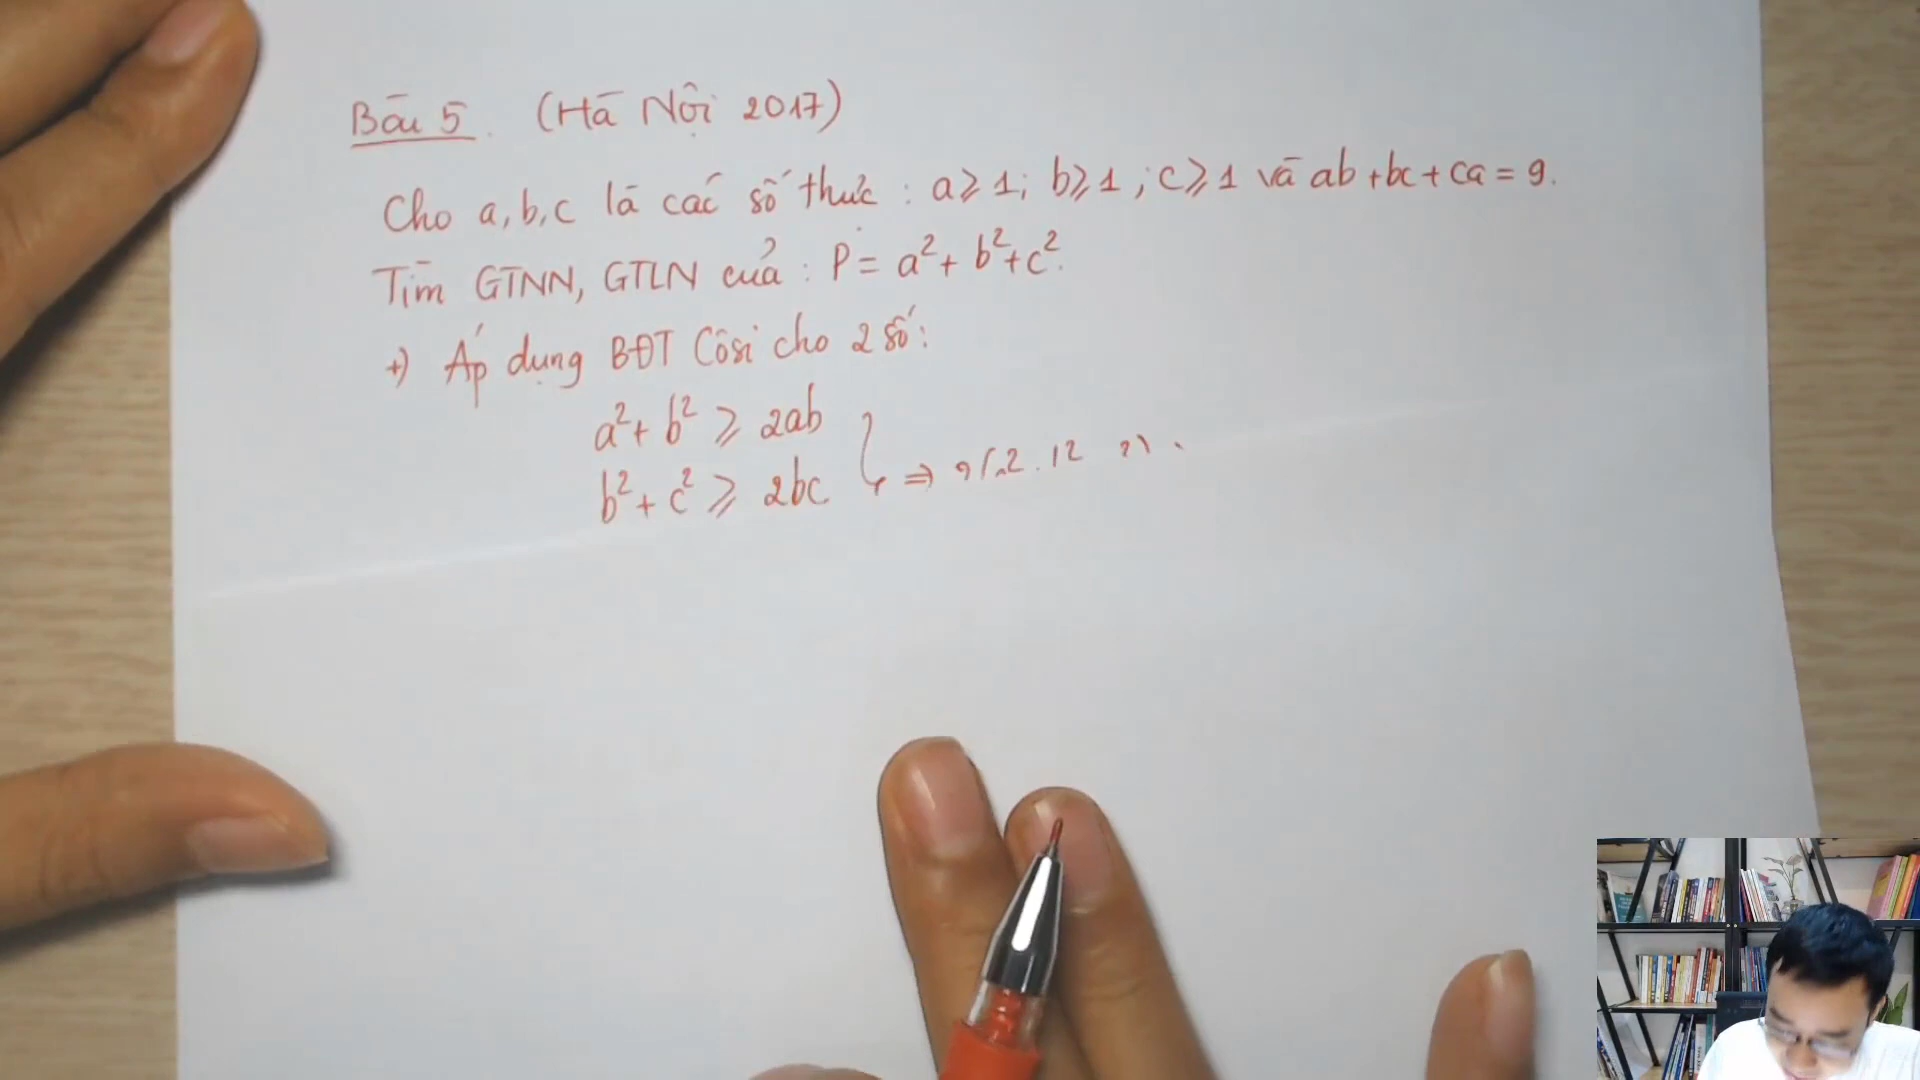 Bài 5. (Hà Nội 2017)
Cho a,b,c là các số thực : a ≥ 1; b ≥ 1 ; c ≥ 1 và ab + bc + ca = 9.
Tìm GTNN, GTLN của : P = a² + b² + c².
+) Áp dụng BĐT Côsi cho 2 số:
a² + b² ≥ 2ab
b² + c² ≥ 2bc ⇒